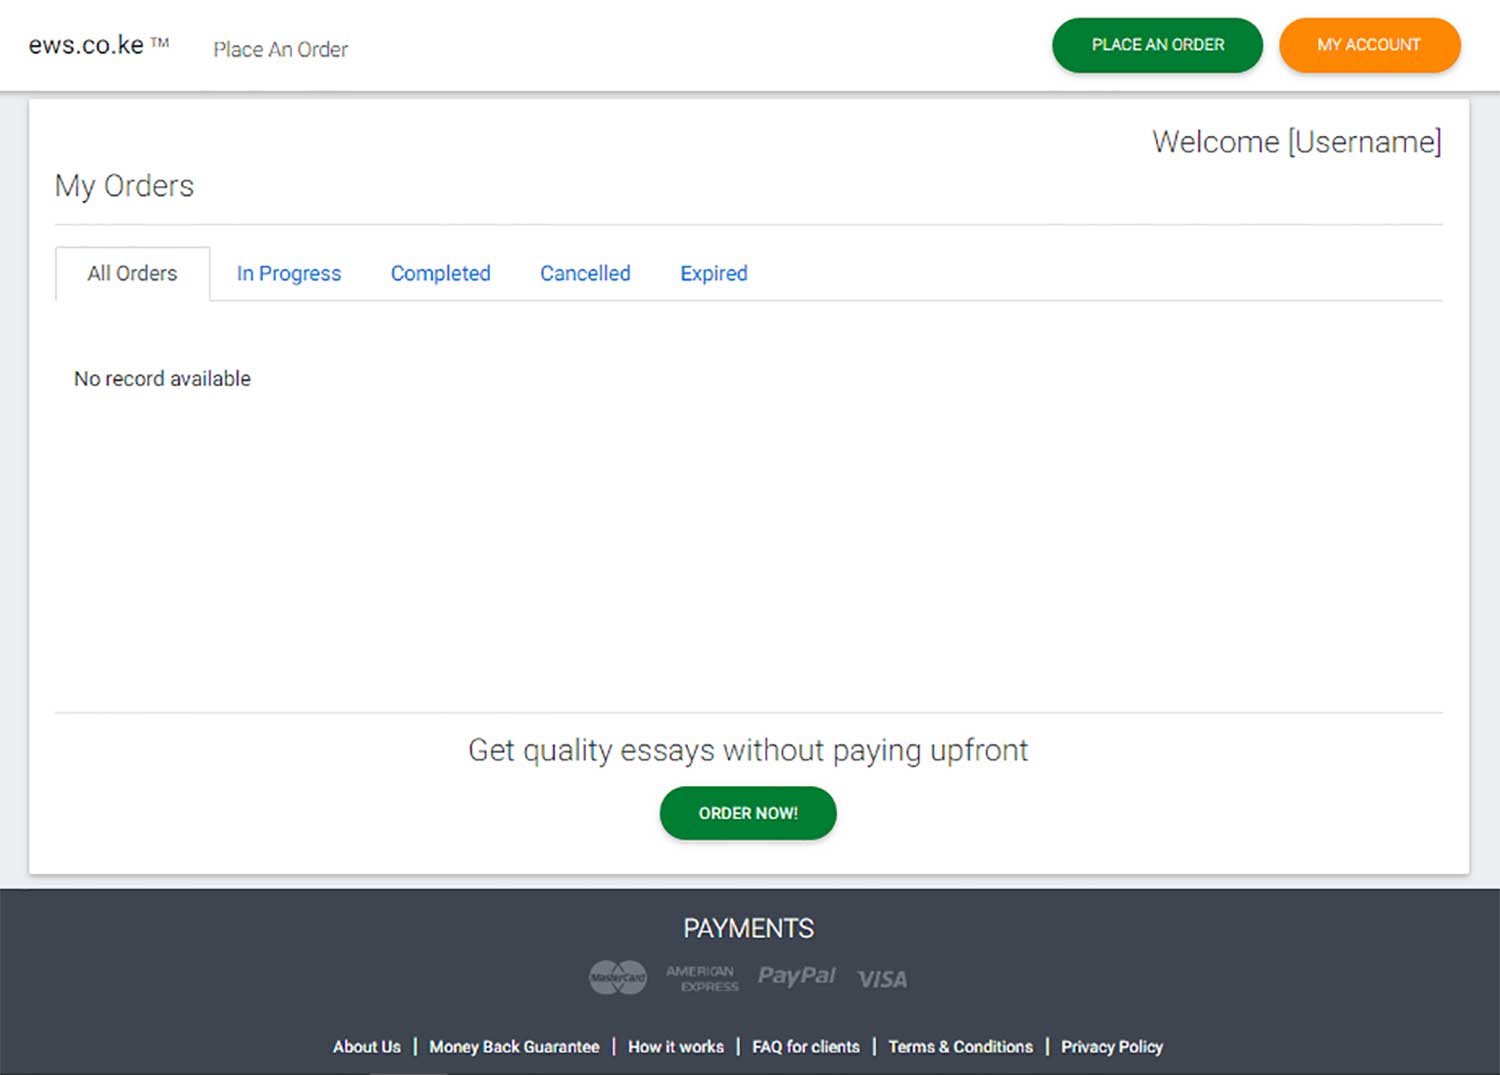 ews.co.ke ™ Place An Order PLACE AN ORDER MY ACCOUNT
Welcome [Username]
My Orders
All Orders In Progress Completed Cancelled Expired
No record available
Get quality essays without paying upfront
ORDER NOW!
PAYMENTS
MasterCard AMERICAN EXPRESS PayPal VISA
About Us | Money Back Guarantee | How it works | FAQ for clients | Terms & Conditions | Privacy Policy